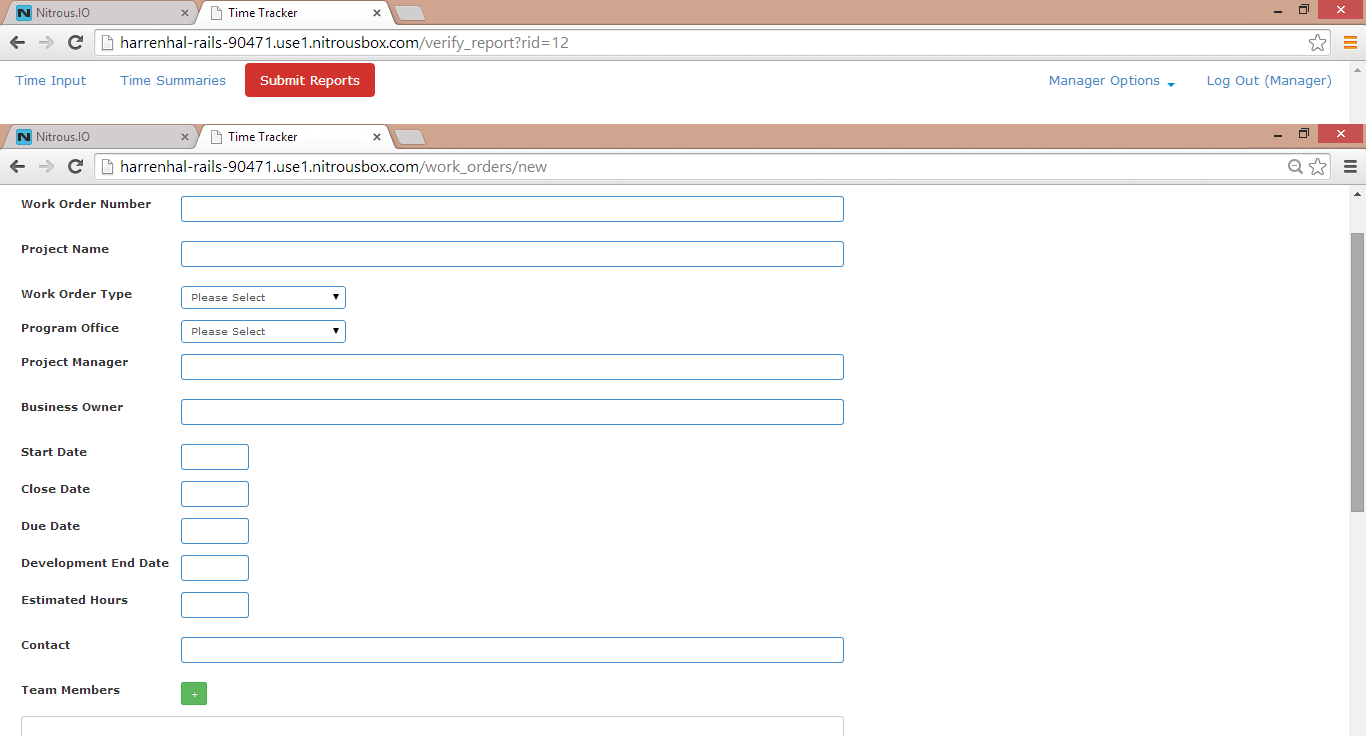 Nitrous.IO Time Tracker
harrenhal-rails-90471.use1.nitrousbox.com/verify_report?rid=12
Time Input Time Summaries Submit Reports Manager Options Log Out (Manager)
Nitrous.IO Time Tracker
harrenhal-rails-90471.use1.nitrousbox.com/work_orders/new
Work Order Number
Project Name
Work Order Type Please Select
Program Office Please Select
Project Manager
Business Owner
Start Date
Close Date
Due Date
Development End Date
Estimated Hours
Contact
Team Members +